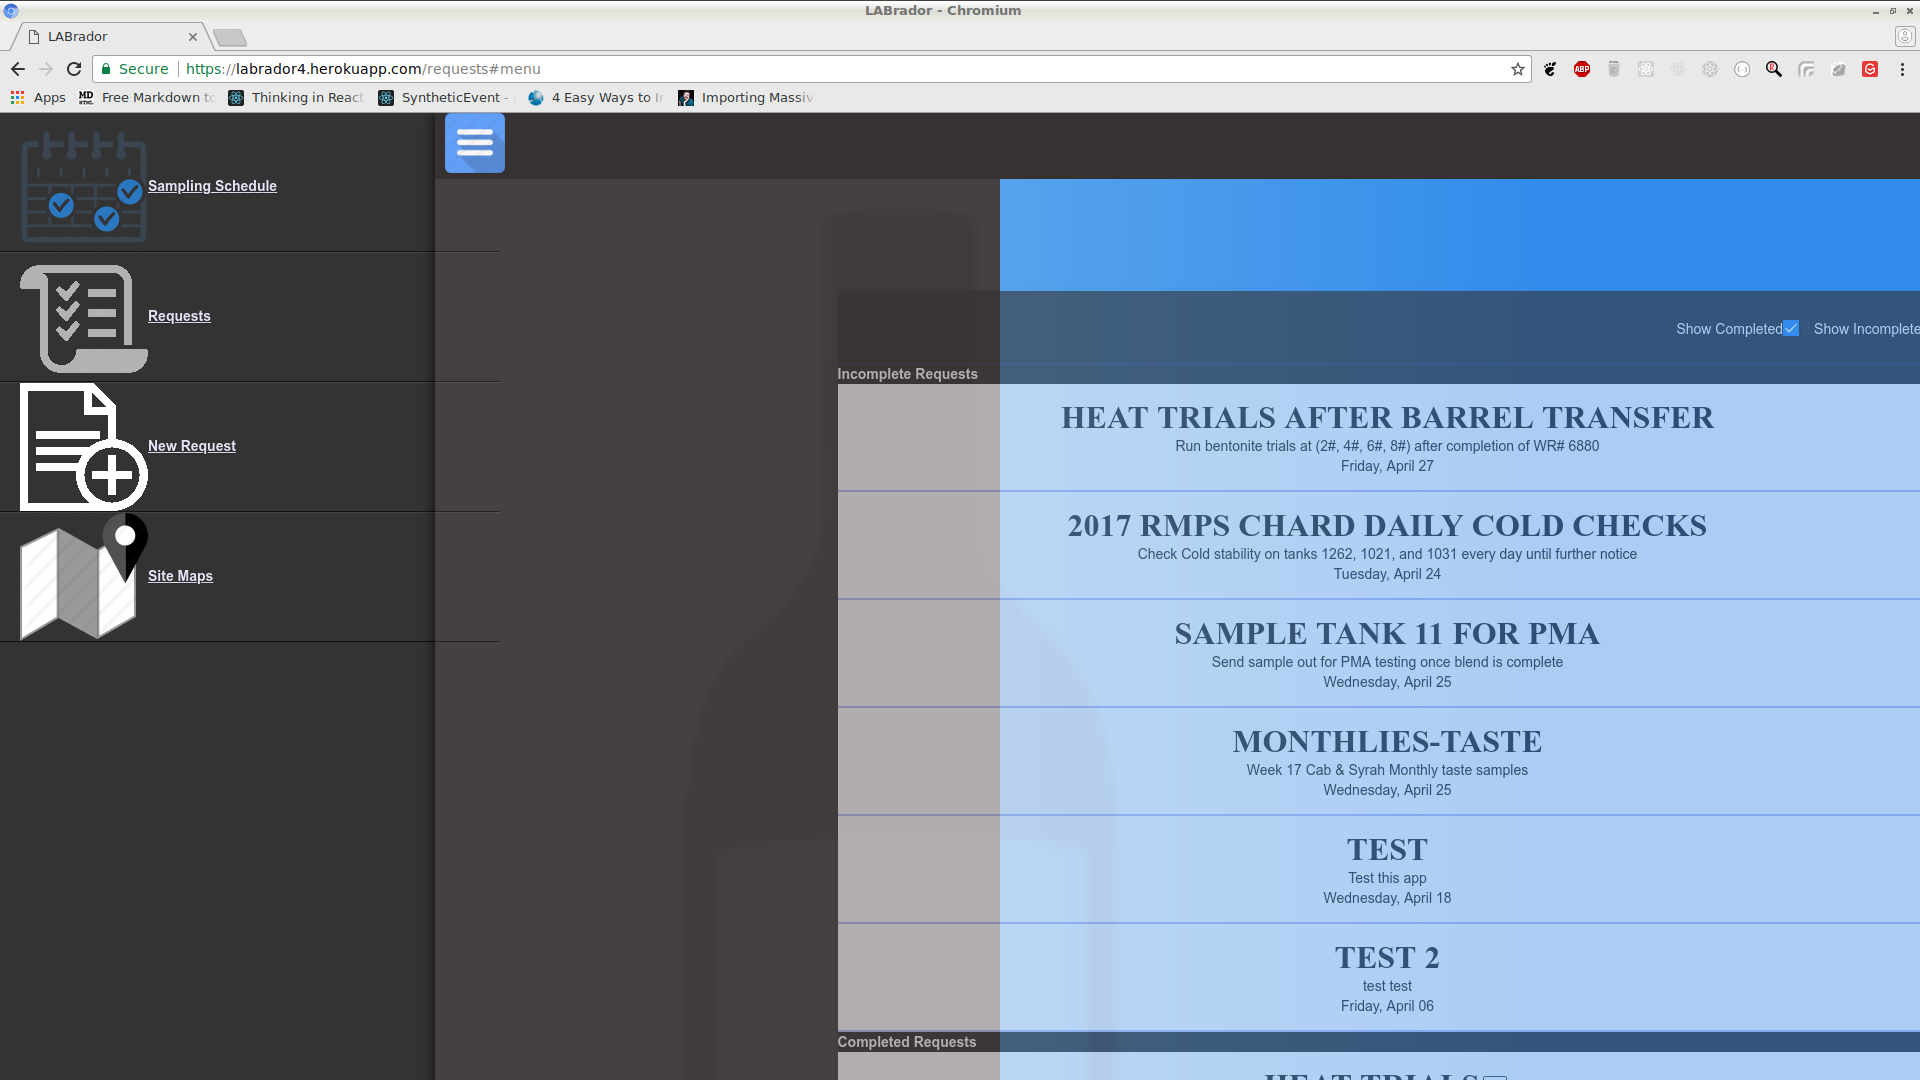 LABrador - Chromium
LABrador
Secure https://labrador4.herokuapp.com/requests#menu
ABP
Apps MD Free Markdown to Thinking in React SyntheticEvent - 4 Easy Ways to Importing Massiv
Sampling Schedule
Requests
New Request
Site Maps
Show Completed Show Incomplete
Incomplete Requests
HEAT TRIALS AFTER BARREL TRANSFER
Run bentonite trials at (2#, 4#, 6#, 8#) after completion of WR# 6880
Friday, April 27
2017 RMPS CHARD DAILY COLD CHECKS
Check Cold stability on tanks 1262, 1021, and 1031 every day until further notice
Tuesday, April 24
SAMPLE TANK 11 FOR PMA
Send sample out for PMA testing once blend is complete
Wednesday, April 25
MONTHLIES-TASTE
Week 17 Cab & Syrah Monthly taste samples
Wednesday, April 25
TEST
Test this app
Wednesday, April 18
TEST 2
test test
Friday, April 06
Completed Requests
HEAT TRIALS